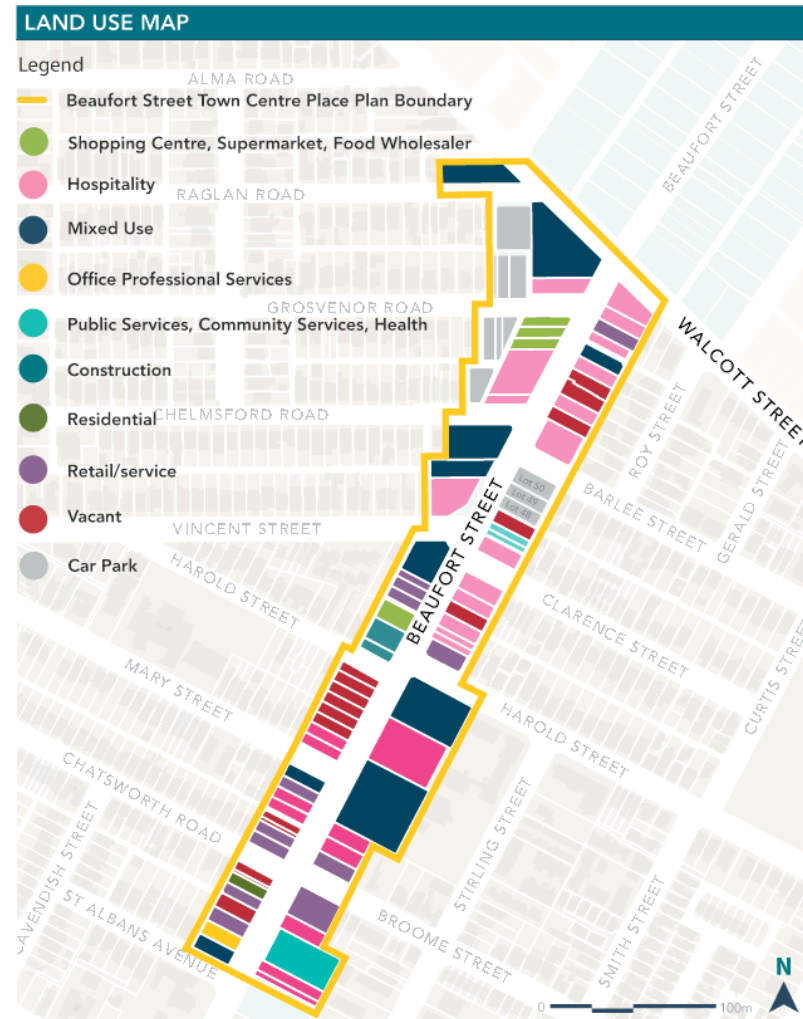 LAND USE MAP
Legend
Beaufort Street Town Centre Place Plan Boundary
Shopping Centre, Supermarket, Food Wholesaler
Hospitality
Mixed Use
Office Professional Services
Public Services, Community Services, Health
Construction
Residential
Retail/service
Vacant
Car Park
ALMA ROAD
RAGLAN ROAD
GROSVENOR ROAD
CHELMSFORD ROAD
VINCENT STREET
HAROLD STREET
MARY STREET
CHATSWORTH ROAD
CAVENDISH STREET
ST ALBANS AVENUE
BEAUFORT STREET
WALCOTT STREET
ROY STREET
GERALD STREET
BARLEE STREET
Lot 50
Lot 49
Lot 48
BEAUFORT STREET
CLARENCE STREET
CURTIS STREET
HAROLD STREET
STIRLING STREET
BROOME STREET
SMITH STREET
N
0 100m